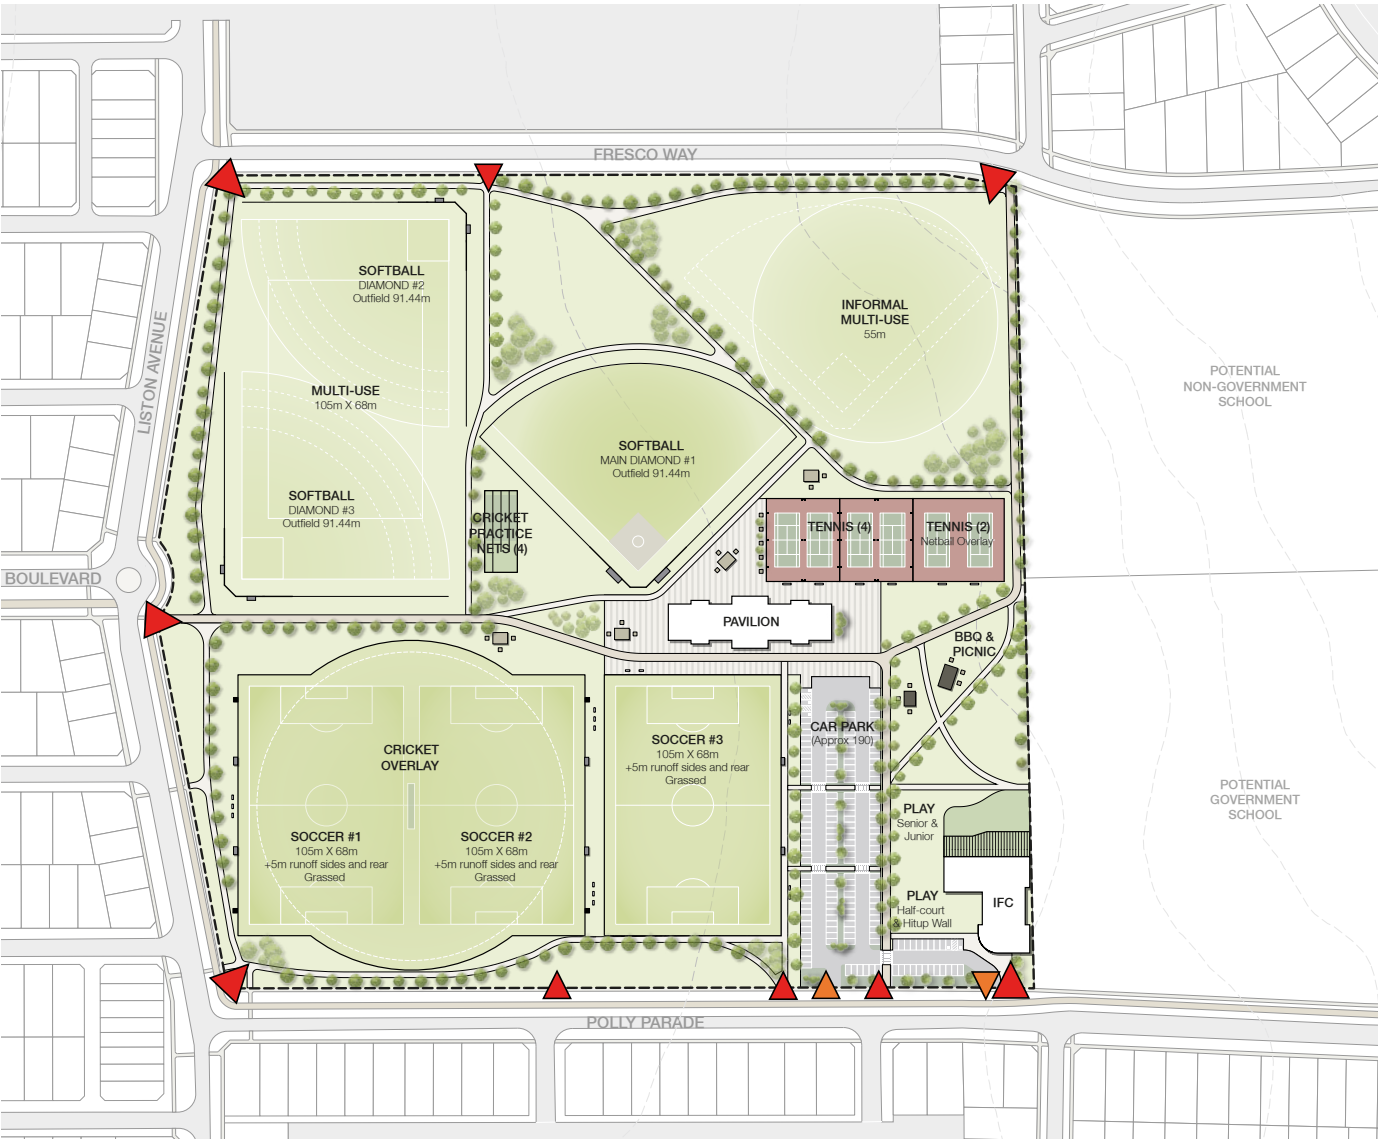 FRESCO WAY
SOFTBALL
DIAMOND #2
Outfield 91.44m
INFORMAL
MULTI-USE
55m
LISTON AVENUE
MULTI-USE
105m X 68m
POTENTIAL
NON-GOVERNMENT
SCHOOL
SOFTBALL
MAIN DIAMOND #1
Outfield 91.44m
SOFTBALL
DIAMOND #3
Outfield 91.44m
CRICKET
PRACTICE
NETS (4)
TENNIS (4)
TENNIS (2)
Netball Overlay
BOULEVARD
PAVILION
BBQ &
PICNIC
CRICKET
OVERLAY
SOCCER #3
105m X 68m
+5m runoff sides and rear
Grassed
CAR PARK
(Approx 190)
POTENTIAL
GOVERNMENT
SCHOOL
SOCCER #1
105m X 68m
+5m runoff sides and rear
Grassed
SOCCER #2
105m X 68m
+5m runoff sides and rear
Grassed
PLAY
Senior &
Junior
PLAY
Half-court
& Hitup Wall
IFC
POLLY PARADE